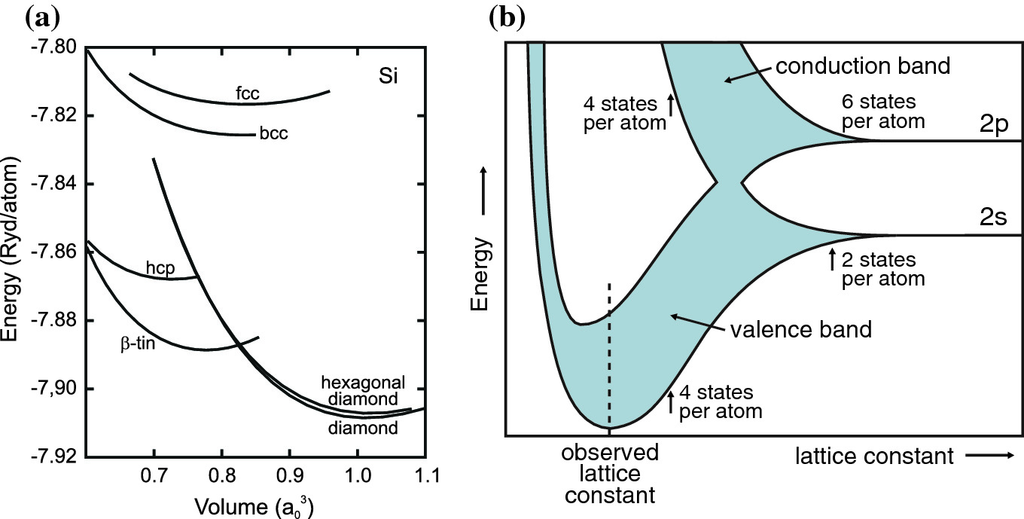 (a)
-7.80
-7.82
-7.84
-7.86
-7.88
-7,90
-7.92
Energy (Ryd/atom)
Si
fcc
bcc
hcp
β-tin
hexagonal
diamond
diamond
0.7
0.8
0.9
1.0
1.1
Volume (a₀³)
(b)
conduction band
4 states
per atom
6 states
per atom
2p
2s
2 states
per atom
valence band
4 states
per atom
Energy
observed
lattice
constant
lattice constant